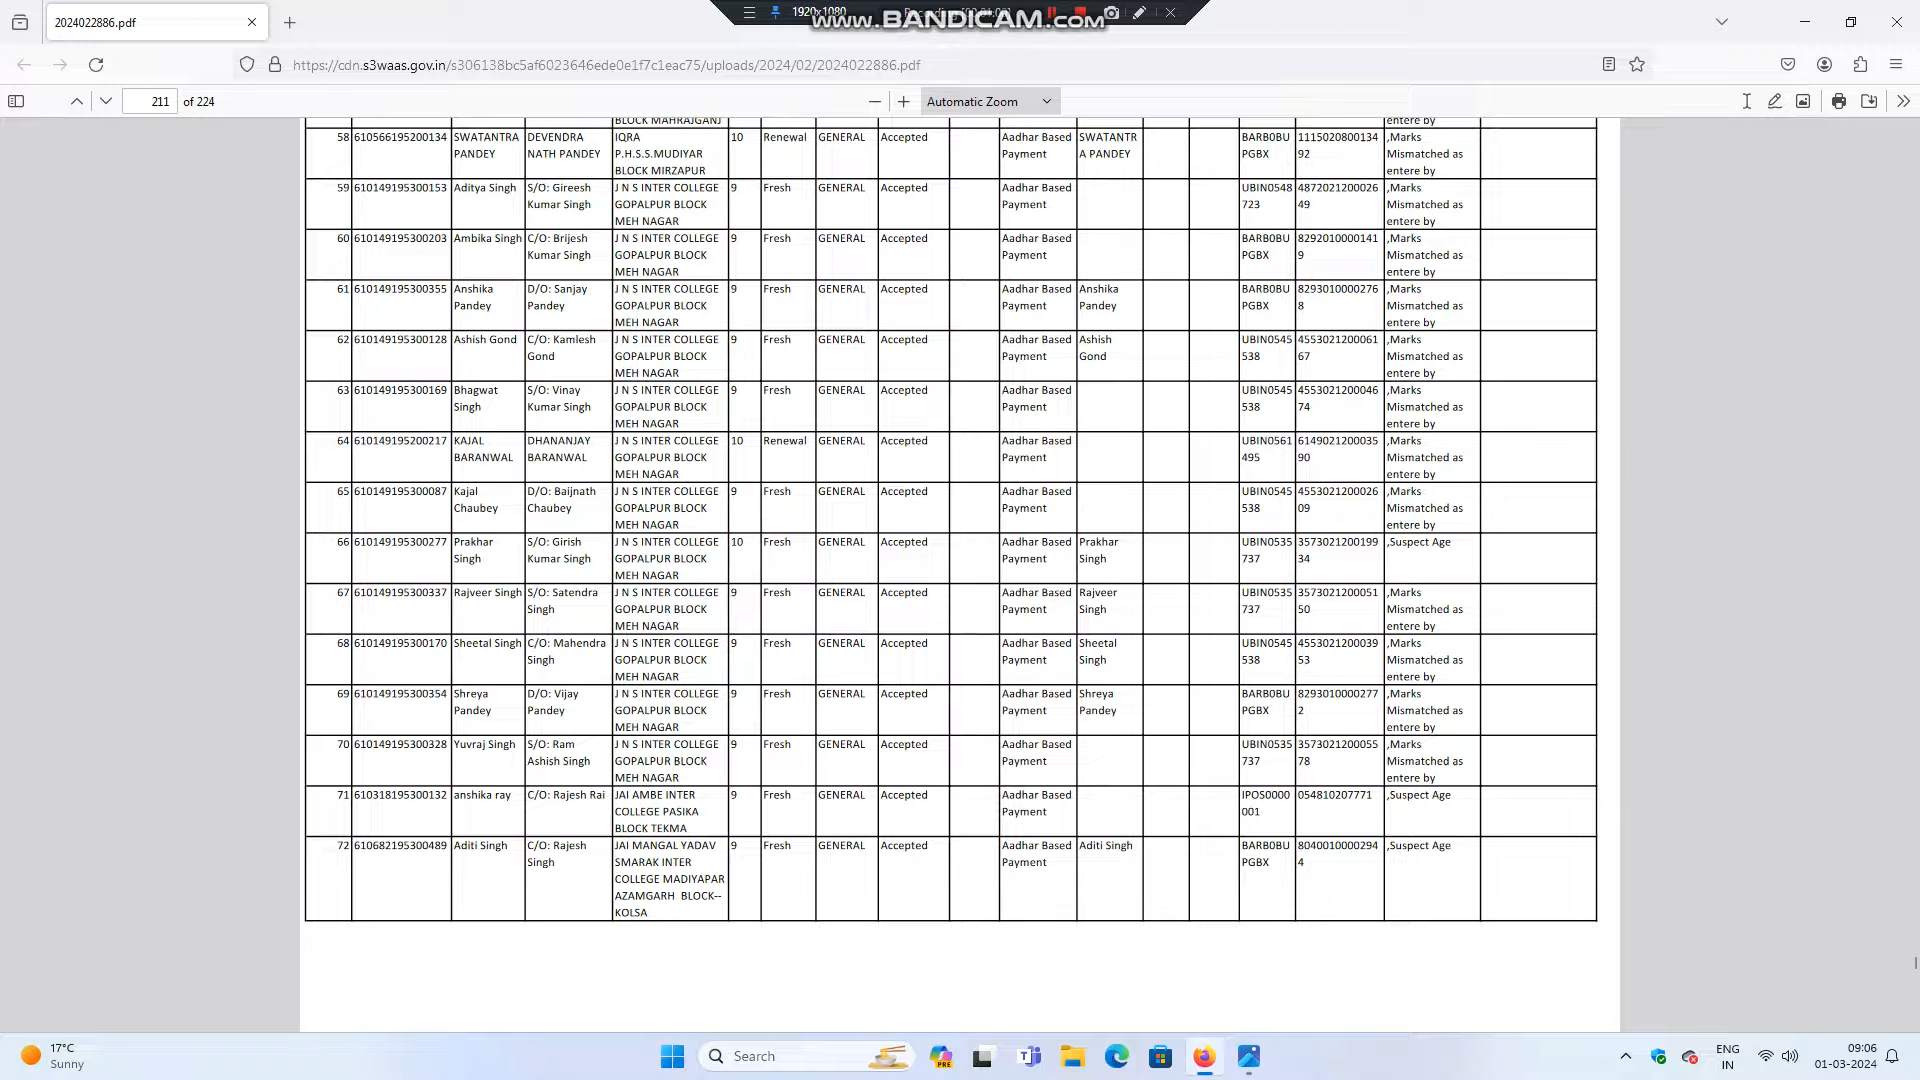 2024022886.pdf
1920x1080
WWW.BANDICAM.COM
https://cdn.s3waas.gov.in/s306138bc5af6023646ede0e1f7c1eac75/uploads/2024/02/2024022886.pdf
211 of 224
Automatic Zoom
BLOCK MAHRAJGANJ entere by
58 610566195200134 SWATANTRA DEVENDRA IQRA 10 Renewal GENERAL Accepted Aadhar Based SWATANTR BARB0BU 1115020800134 ,Marks
PANDEY NATH PANDEY P.H.S.S.MUDIYAR Payment A PANDEY PGBX 92 Mismatched as
BLOCK MIRZAPUR entere by
59 610149195300153 Aditya Singh S/O: Gireesh J N S INTER COLLEGE 9 Fresh GENERAL Accepted Aadhar Based UBIN0548 4872021200026 ,Marks
Kumar Singh GOPALPUR BLOCK Payment 723 49 Mismatched as
MEH NAGAR entere by
60 610149195300203 Ambika Singh C/O: Brijesh J N S INTER COLLEGE 9 Fresh GENERAL Accepted Aadhar Based BARB0BU 8292010000141 ,Marks
Kumar Singh GOPALPUR BLOCK Payment PGBX 9 Mismatched as
MEH NAGAR entere by
61 610149195300355 Anshika D/O: Sanjay J N S INTER COLLEGE 9 Fresh GENERAL Accepted Aadhar Based Anshika BARB0BU 8293010000276 ,Marks
Pandey Pandey GOPALPUR BLOCK Payment Pandey PGBX 8 Mismatched as
MEH NAGAR entere by
62 610149195300128 Ashish Gond C/O: Kamlesh J N S INTER COLLEGE 9 Fresh GENERAL Accepted Aadhar Based Ashish UBIN0545 4553021200061 ,Marks
Gond GOPALPUR BLOCK Payment Gond 538 67 Mismatched as
MEH NAGAR entere by
63 610149195300169 Bhagwat S/O: Vinay J N S INTER COLLEGE 9 Fresh GENERAL Accepted Aadhar Based UBIN0545 4553021200046 ,Marks
Singh Kumar Singh GOPALPUR BLOCK Payment 538 74 Mismatched as
MEH NAGAR entere by
64 610149195200217 KAJAL DHANANJAY J N S INTER COLLEGE 10 Renewal GENERAL Accepted Aadhar Based UBIN0561 6149021200035 ,Marks
BARANWAL BARANWAL GOPALPUR BLOCK Payment 495 90 Mismatched as
MEH NAGAR entere by
65 610149195300087 Kajal D/O: Baijnath J N S INTER COLLEGE 9 Fresh GENERAL Accepted Aadhar Based UBIN0545 4553021200026 ,Marks
Chaubey Chaubey GOPALPUR BLOCK Payment 538 09 Mismatched as
MEH NAGAR entere by
66 610149195300277 Prakhar S/O: Girish J N S INTER COLLEGE 10 Fresh GENERAL Accepted Aadhar Based Prakhar UBIN0535 3573021200199 ,Suspect Age
Singh Kumar Singh GOPALPUR BLOCK Payment Singh 737 34
MEH NAGAR
67 610149195300337 Rajveer Singh S/O: Satendra J N S INTER COLLEGE 9 Fresh GENERAL Accepted Aadhar Based Rajveer UBIN0535 3573021200051 ,Marks
Singh GOPALPUR BLOCK Payment Singh 737 50 Mismatched as
MEH NAGAR entere by
68 610149195300170 Sheetal Singh C/O: Mahendra J N S INTER COLLEGE 9 Fresh GENERAL Accepted Aadhar Based Sheetal UBIN0545 4553021200039 ,Marks
Singh GOPALPUR BLOCK Payment Singh 538 53 Mismatched as
MEH NAGAR entere by
69 610149195300354 Shreya D/O: Vijay J N S INTER COLLEGE 9 Fresh GENERAL Accepted Aadhar Based Shreya BARB0BU 8293010000277 ,Marks
Pandey Pandey GOPALPUR BLOCK Payment Pandey PGBX 2 Mismatched as
MEH NAGAR entere by
70 610149195300328 Yuvraj Singh S/O: Ram J N S INTER COLLEGE 9 Fresh GENERAL Accepted Aadhar Based UBIN0535 3573021200055 ,Marks
Ashish Singh GOPALPUR BLOCK Payment 737 78 Mismatched as
MEH NAGAR entere by
71 610318195300132 anshika ray C/O: Rajesh Rai JAI AMBE INTER 9 Fresh GENERAL Accepted Aadhar Based IPOS0000 054810207771 ,Suspect Age
COLLEGE PASIKA Payment 001
BLOCK TEKMA
72 610682195300489 Aditi Singh C/O: Rajesh JAI MANGAL YADAV 9 Fresh GENERAL Accepted Aadhar Based Aditi Singh BARB0BU 8040010000294 ,Suspect Age
Singh SMARAK INTER Payment PGBX 4
COLLEGE MADIYAPAR
AZAMGARH BLOCK--
KOLSA
17°C
Sunny
Search
PRE
ENG
IN
09:06
01-03-2024